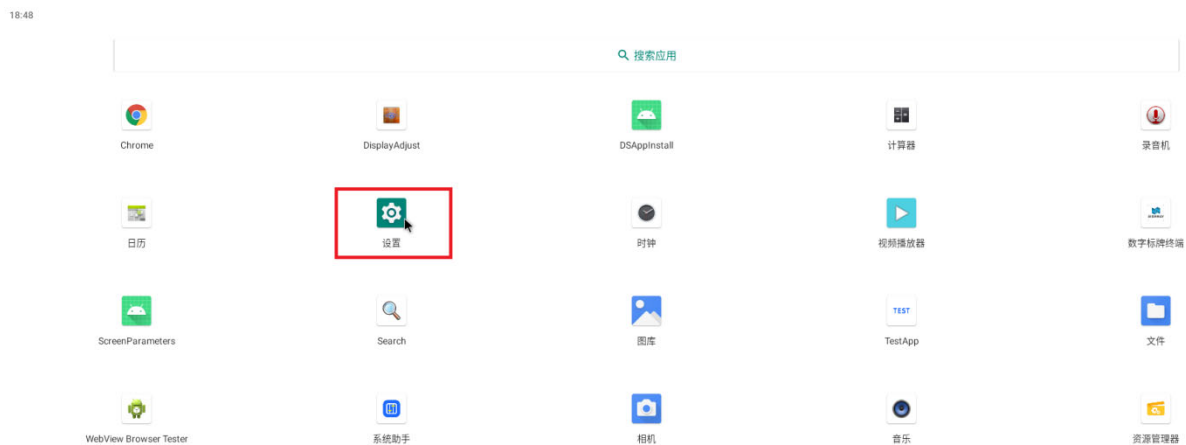 18:48
搜索应用
Chrome
DisplayAdjust
DSAppInstall
计算器
录音机
日历
设置
时钟
视频播放器
数字标牌终端
ScreenParameters
Search
图库
TEST
TestApp
文件
WebView Browser Tester
系统助手
相机
音乐
资源管理器